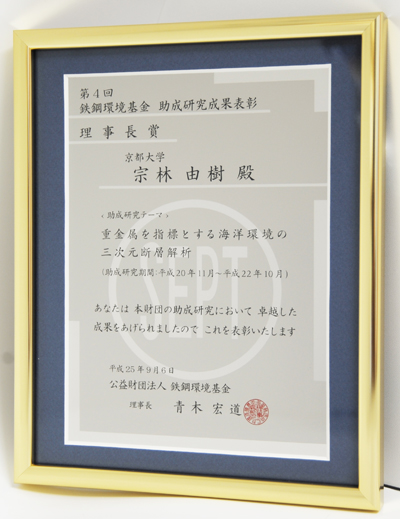 第4回
鉄鋼環境基金 助成研究成果表彰
理事長賞
京都大学
宗林 由樹 殿
＜助成研究テーマ＞
重金属を指標とする海洋環境の
三次元断層解析
（助成研究期間：平成20年11月～平成22年10月）
あなたは 本財団の助成研究において 卓越した
成果をあげられましたので これを表彰いたします
平成25年9月6日
公益財団法人 鉄鋼環境基金
理事長 青木 宏道
SEPT